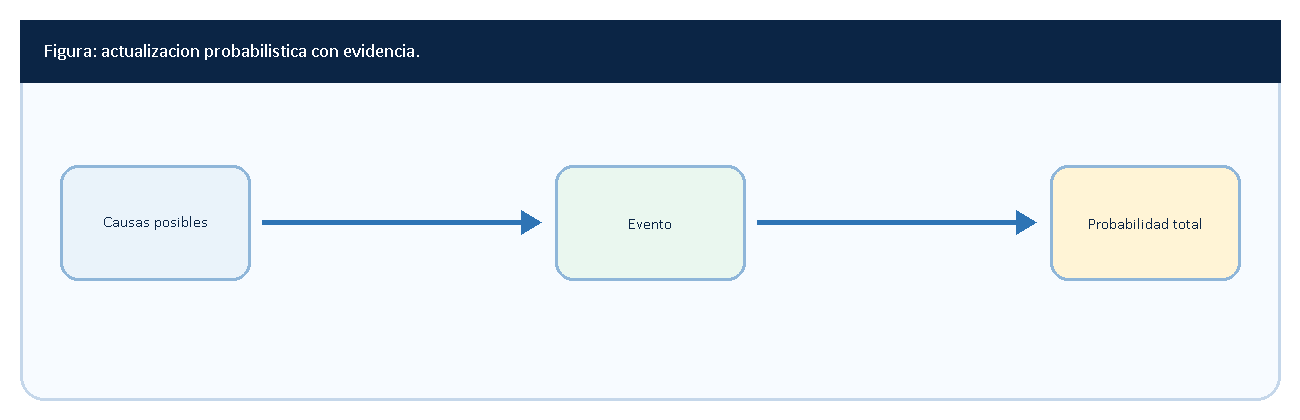 Figura: actualizacion probabilistica con evidencia.
Causas posibles
Evento
Probabilidad total